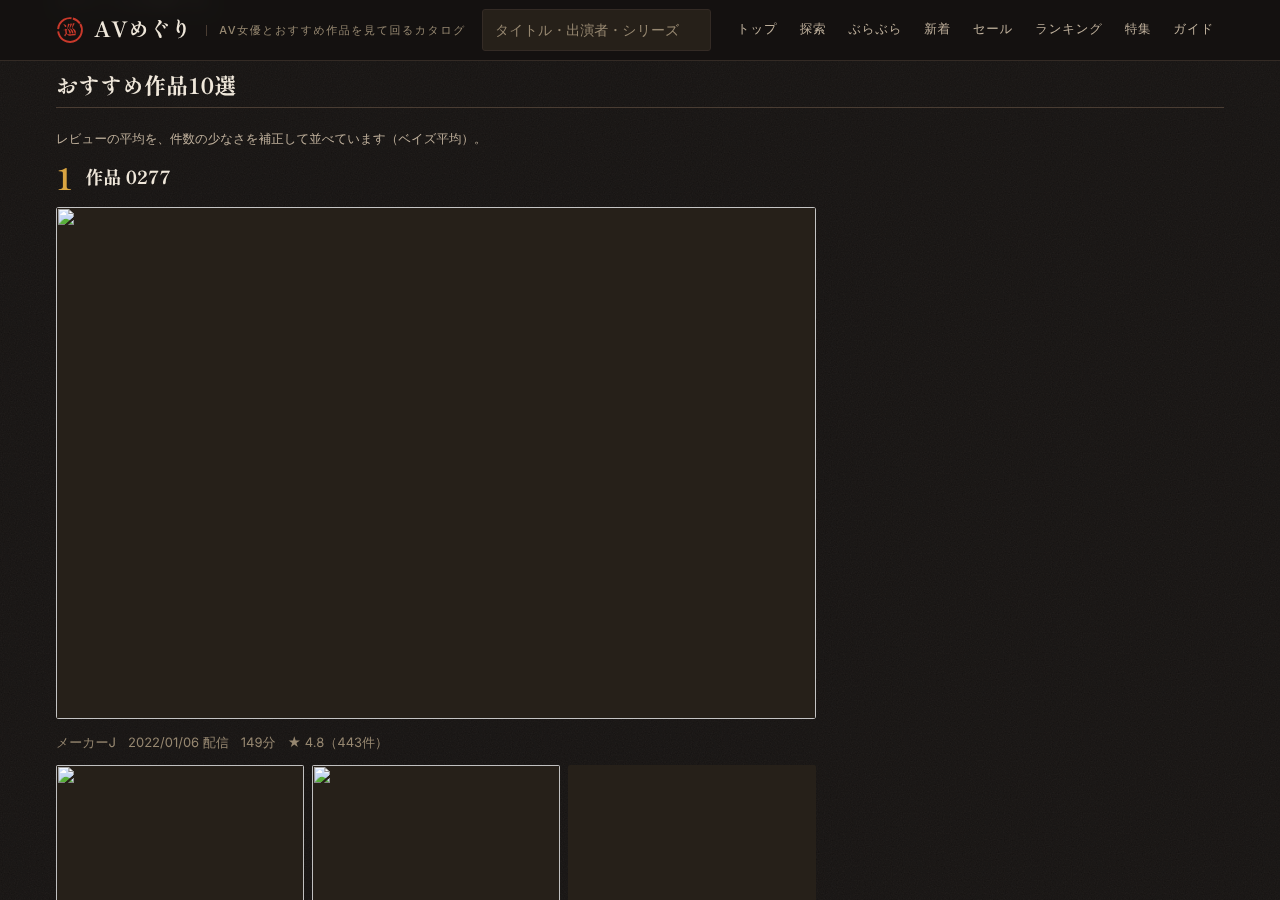 巡 AVめぐり AV女優とおすすめ作品を見て回るカタログ タイトル・出演者・シリーズ トップ 探索 ぶらぶら 新着 セール ランキング 特集 ガイド
おすすめ作品10選
レビューの平均を、件数の少なさを補正して並べています（ベイズ平均）。
1 作品 0277
メーカーJ 2022/01/06 配信 149分 ★ 4.8（443件）